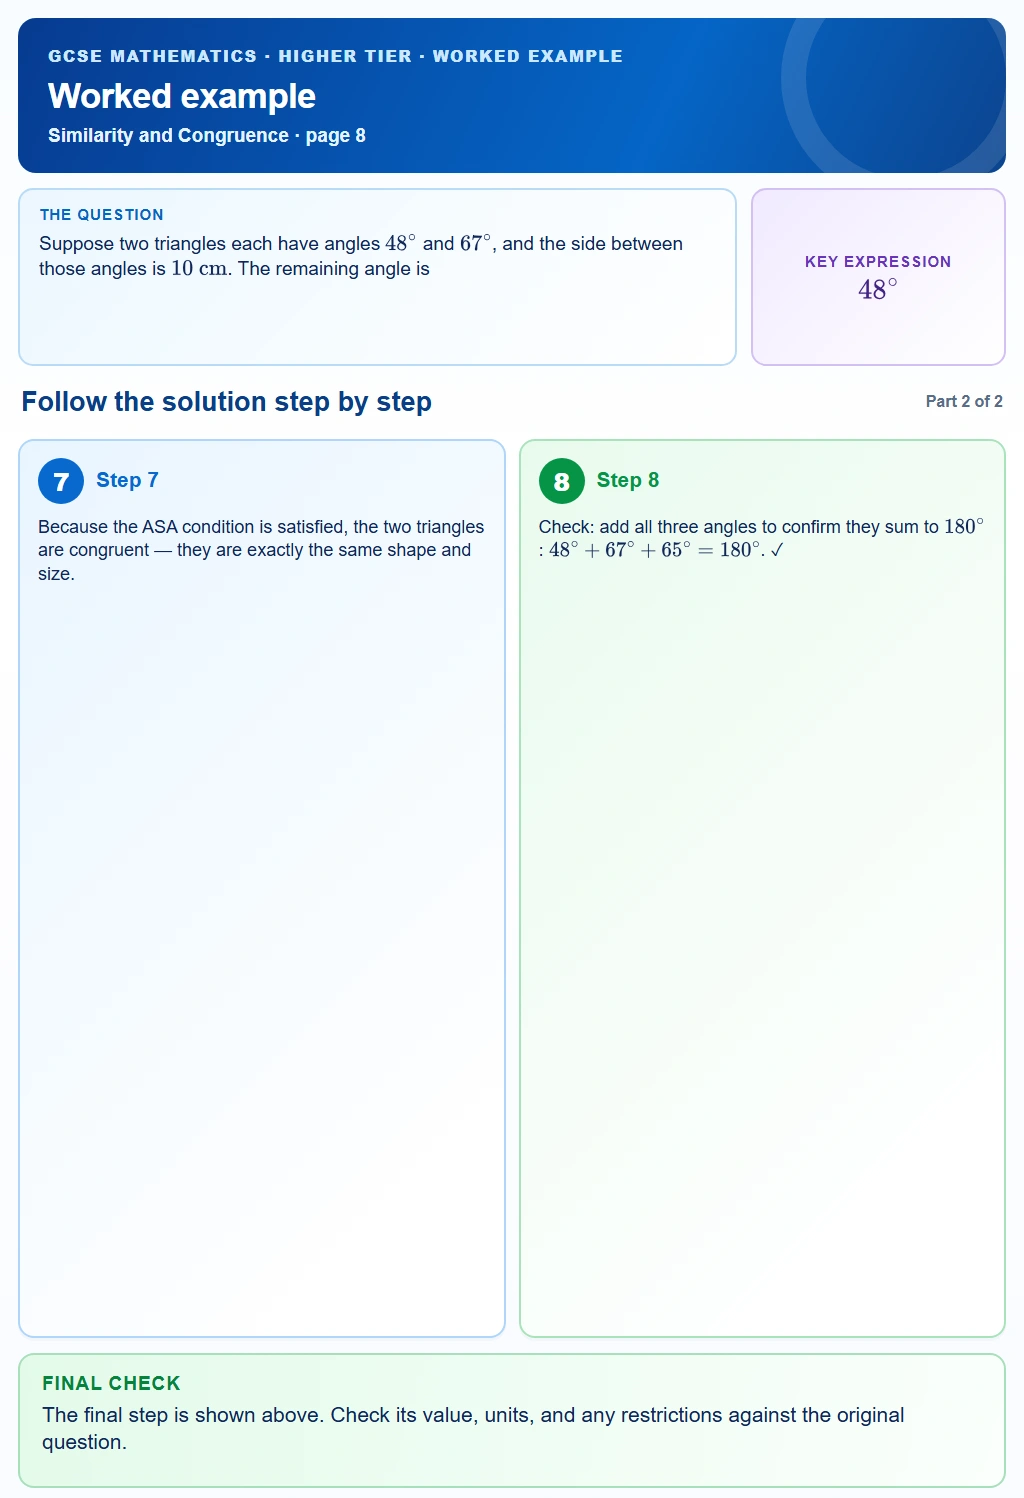 GCSE MATHEMATICS · HIGHER TIER · WORKED EXAMPLE
Worked example
Similarity and Congruence · page 8
THE QUESTION
Suppose two triangles each have angles 48° and 67°, and the side between
those angles is 10 cm. The remaining angle is
KEY EXPRESSION
48°
Follow the solution step by step
Part 2 of 2
7 Step 7
Because the ASA condition is satisfied, the two triangles
are congruent — they are exactly the same shape and
size.
8 Step 8
Check: add all three angles to confirm they sum to 180°
: 48° + 67° + 65° = 180°. ✓
FINAL CHECK
The final step is shown above. Check its value, units, and any restrictions against the original
question.